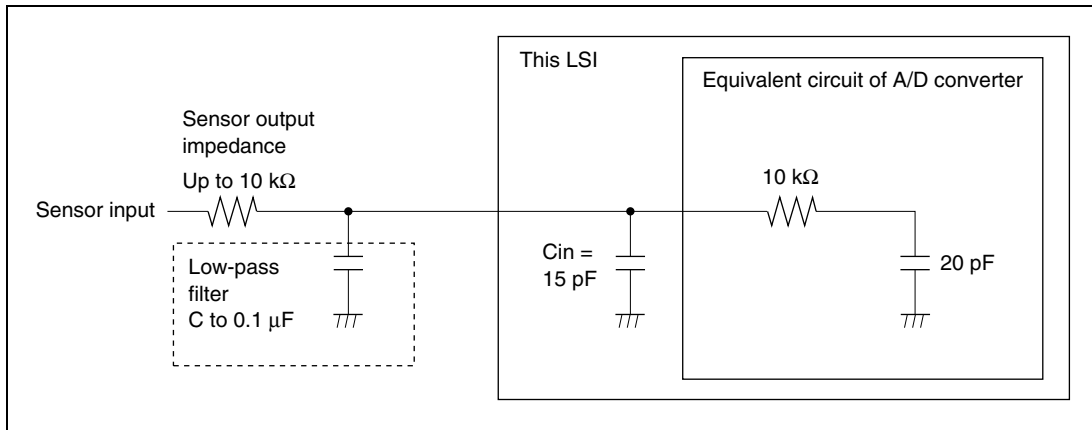 This LSI
Equivalent circuit of A/D converter
Sensor output
impedance
Up to 10 kΩ
10 kΩ
Sensor input
Low-pass
filter
C to 0.1 μF
Cin =
15 pF
20 pF